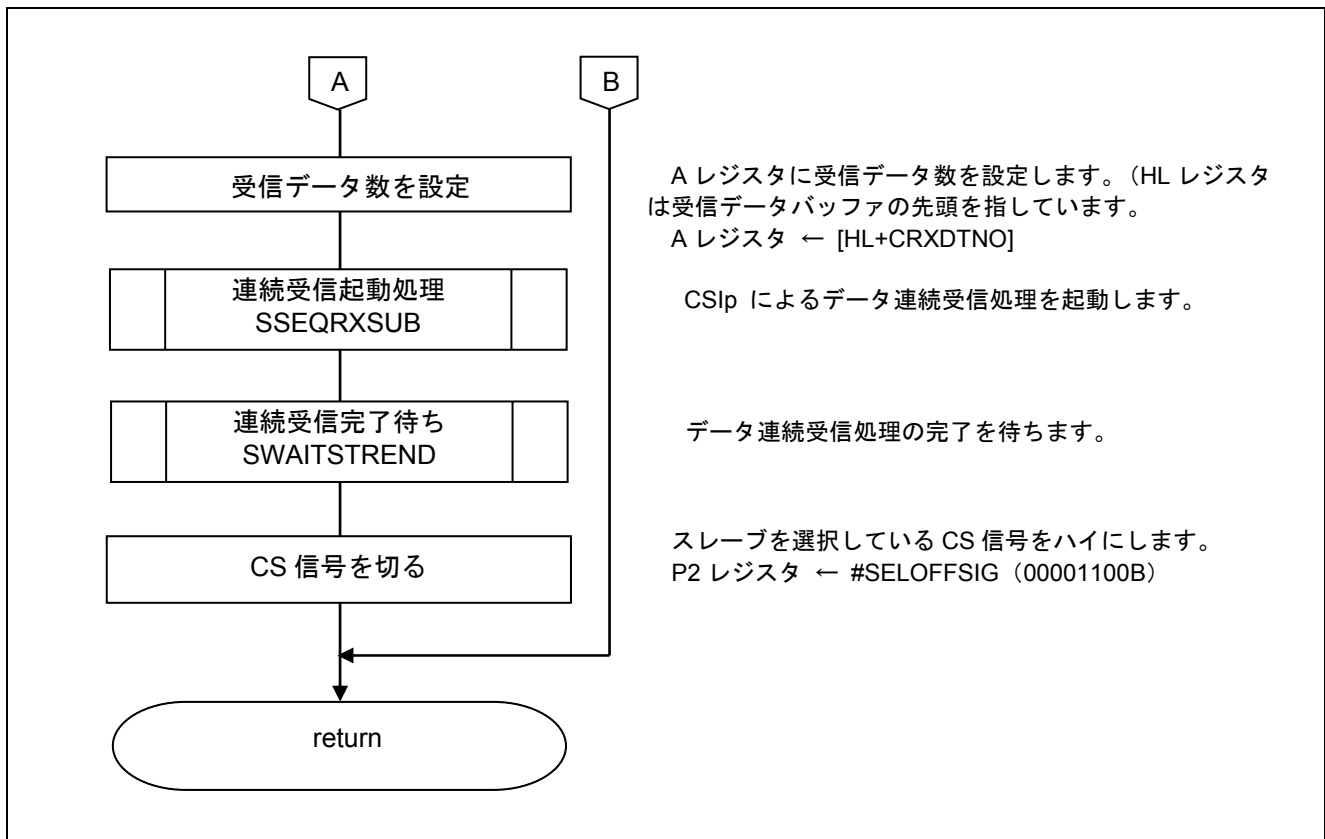 A
B
受信データ数を設定
A レジスタに受信データ数を設定します。(HL レジスタ
は受信データバッファの先頭を指しています。
A レジスタ ← [HL+CRXDTNO]
連続受信起動処理
SSEQRXSUB
CSIp によるデータ連続受信処理を起動します。
連続受信完了待ち
SWAITSTREND
データ連続受信処理の完了を待ちます。
CS 信号を切る
スレーブを選択している CS 信号をハイにします。
P2 レジスタ ← #SELOFFSIG(00001100B)
return